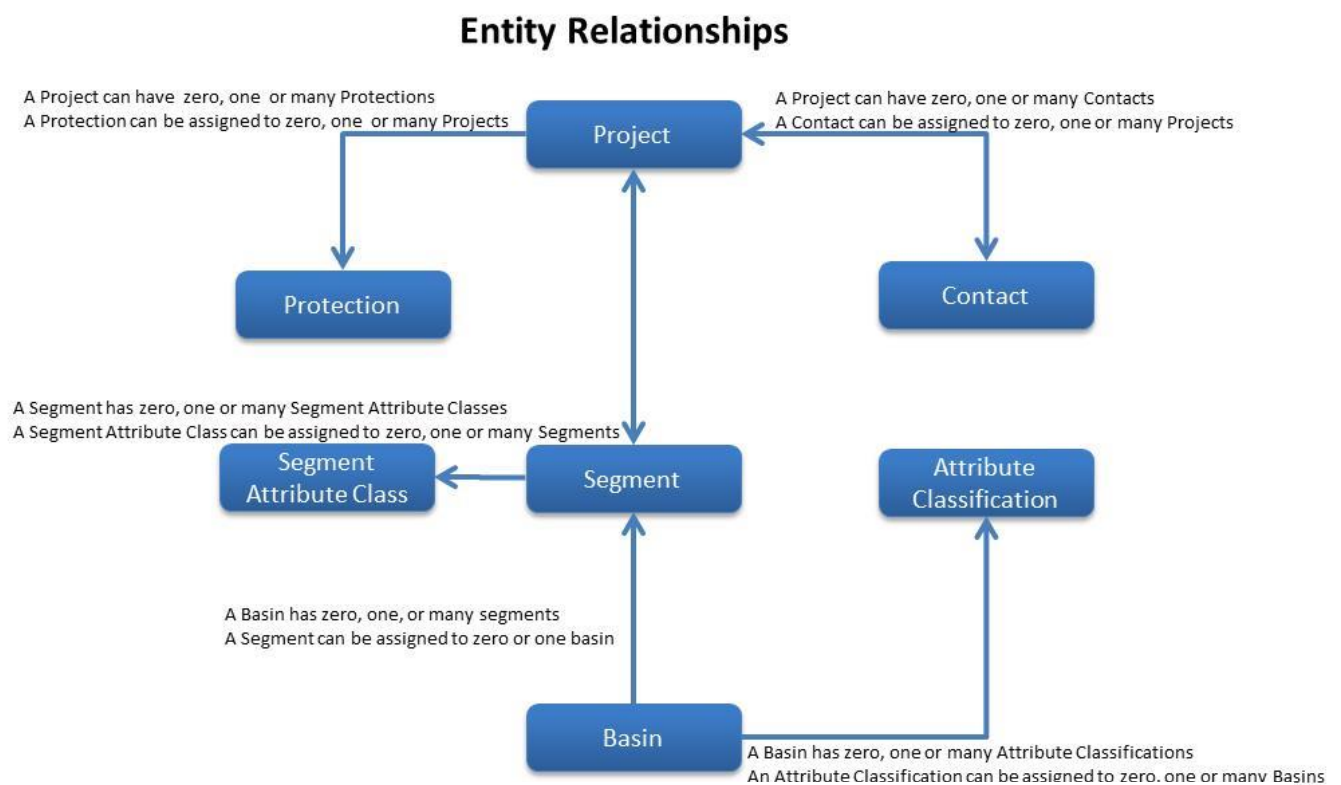 Entity Relationships
A Project can have zero, one or many Protections
A Protection can be assigned to zero, one or many Projects
A Project can have zero, one or many Contacts
A Contact can be assigned to zero, one or many Projects
Project
Protection
Contact
A Segment has zero, one or many Segment Attribute Classes
A Segment Attribute Class can be assigned to zero, one or many Segments
Segment
Attribute Class
Segment
Attribute
Classification
A Basin has zero, one, or many segments
A Segment can be assigned to zero or one basin
Basin
A Basin has zero, one or many Attribute Classifications
An Attribute Classification can be assigned to zero, one or many Basins